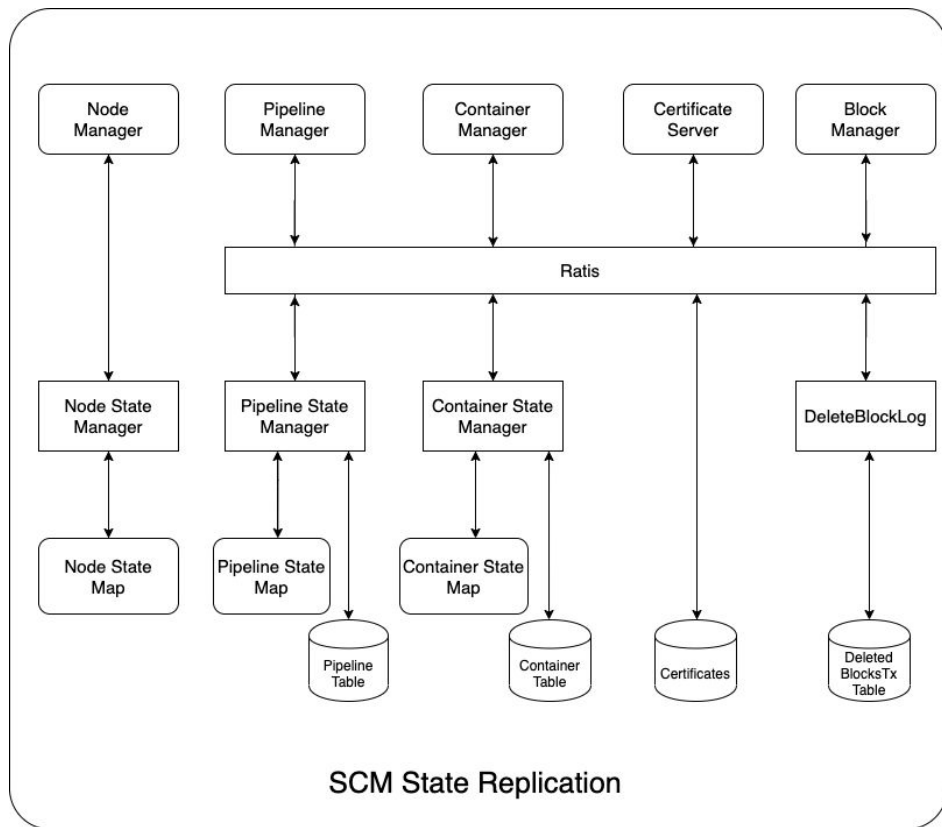 Node
Manager
Pipeline
Manager
Container
Manager
Certificate
Server
Block
Manager
Ratis
Node State
Manager
Pipeline State
Manager
Container State
Manager
DeleteBlockLog
Node State
Map
Pipeline State
Map
Container State
Map
Pipeline
Table
Container
Table
Certificates
Deleted
BlocksTx
Table
SCM State Replication